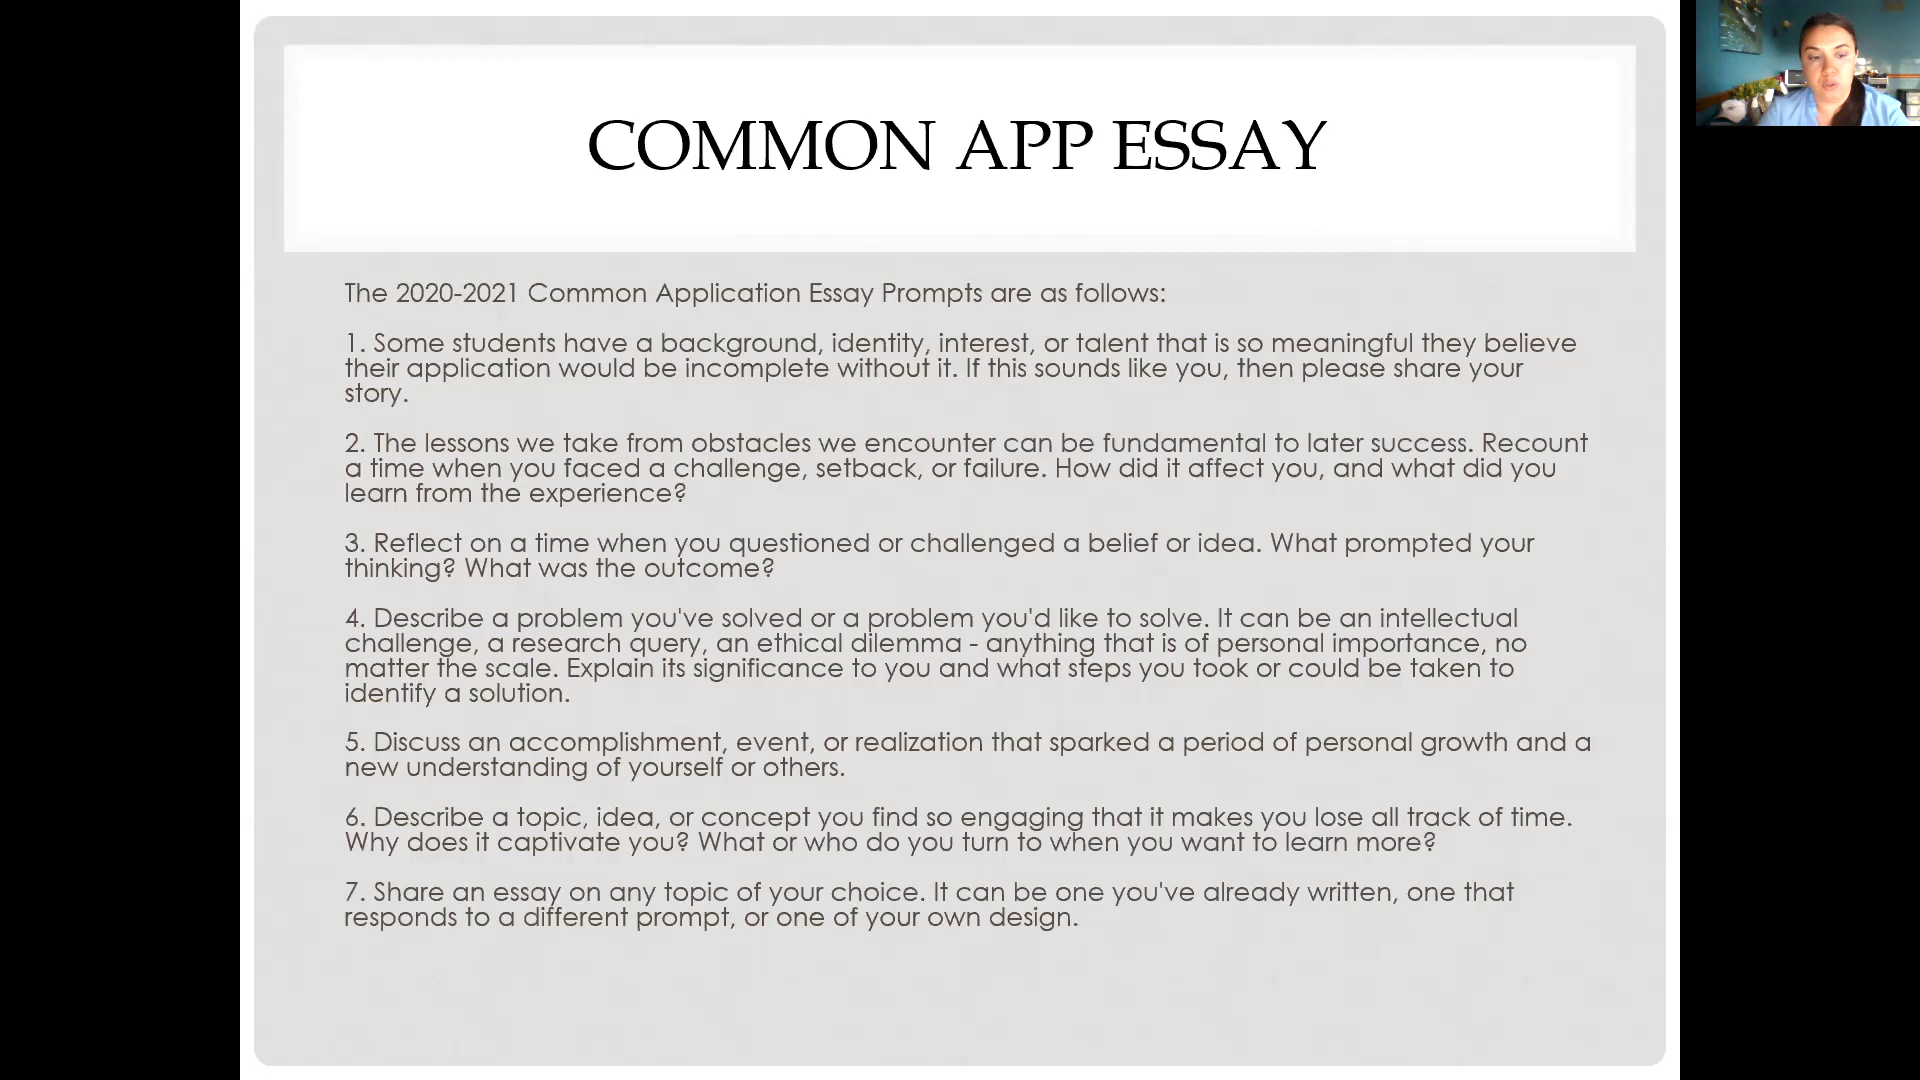 COMMON APP ESSAY
The 2020-2021 Common Application Essay Prompts are as follows:
1. Some students have a background, identity, interest, or talent that is so meaningful they believe
their application would be incomplete without it. If this sounds like you, then please share your
story.
2. The lessons we take from obstacles we encounter can be fundamental to later success. Recount
a time when you faced a challenge, setback, or failure. How did it affect you, and what did you
learn from the experience?
3. Reflect on a time when you questioned or challenged a belief or idea. What prompted your
thinking? What was the outcome?
4. Describe a problem you've solved or a problem you'd like to solve. It can be an intellectual
challenge, a research query, an ethical dilemma - anything that is of personal importance, no
matter the scale. Explain its significance to you and what steps you took or could be taken to
identify a solution.
5. Discuss an accomplishment, event, or realization that sparked a period of personal growth and a
new understanding of yourself or others.
6. Describe a topic, idea, or concept you find so engaging that it makes you lose all track of time.
Why does it captivate you? What or who do you turn to when you want to learn more?
7. Share an essay on any topic of your choice. It can be one you've already written, one that
responds to a different prompt, or one of your own design.